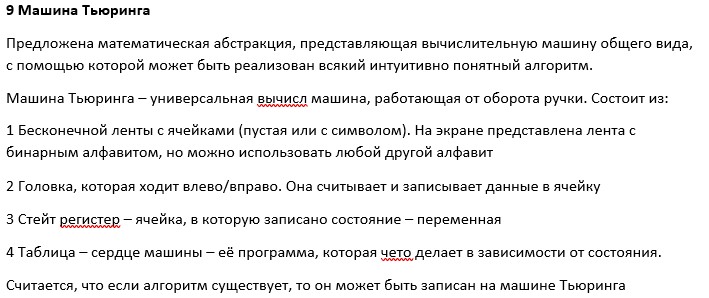 9 Машина Тьюринга
Предложена математическая абстракция, представляющая вычислительную машину общего вида,
с помощью которой может быть реализован всякий интуитивно понятный алгоритм.
Машина Тьюринга – универсальная вычисл машина, работающая от оборота ручки. Состоит из:
1 Бесконечной ленты с ячейками (пустая или с символом). На экране представлена лента с
бинарным алфавитом, но можно использовать любой другой алфавит
2 Головка, которая ходит влево/вправо. Она считывает и записывает данные в ячейку
3 Стейт регистер – ячейка, в которую записано состояние – переменная
4 Таблица – сердце машины – её программа, которая чето делает в зависимости от состояния.
Считается, что если алгоритм существует, то он может быть записан на машине Тьюринга